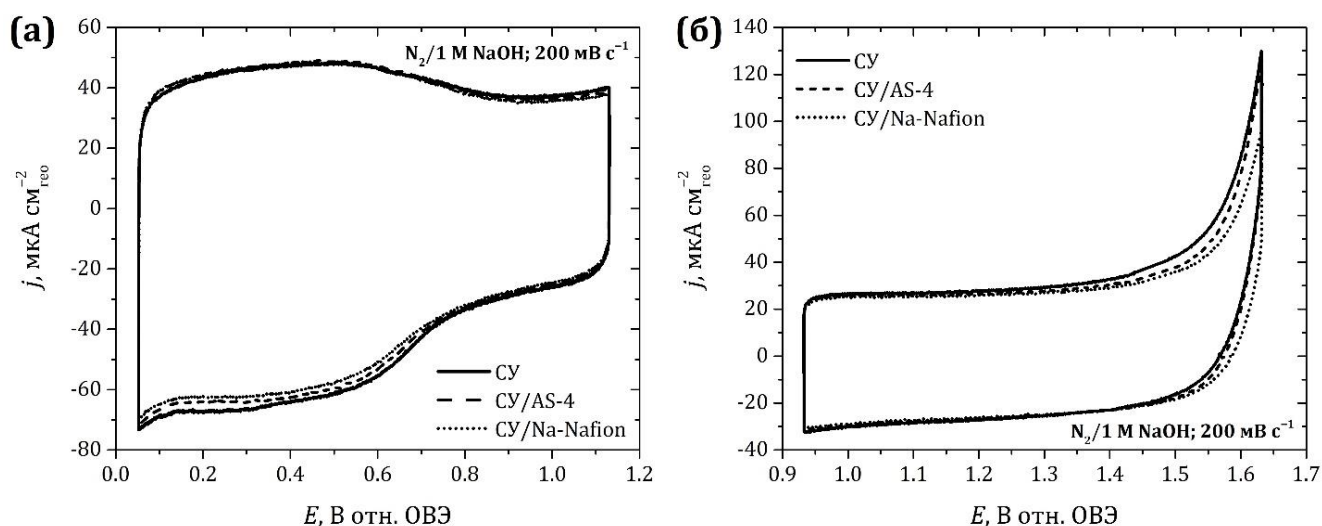 (а)
N₂/1 М NaOH; 200 мВ с⁻¹
60
40
20
0
-20
-40
-60
-80
j, мкА см⁻²гео
СУ
СУ/AS-4
СУ/Na-Nafion
0.0 0.2 0.4 0.6 0.8 1.0 1.2
E, В отн. ОВЭ
(б)
140
120
100
80
60
40
20
0
-20
-40
j, мкА см⁻²гео
СУ
СУ/AS-4
СУ/Na-Nafion
N₂/1 М NaOH; 200 мВ с⁻¹
0.9 1.0 1.1 1.2 1.3 1.4 1.5 1.6 1.7
E, В отн. ОВЭ